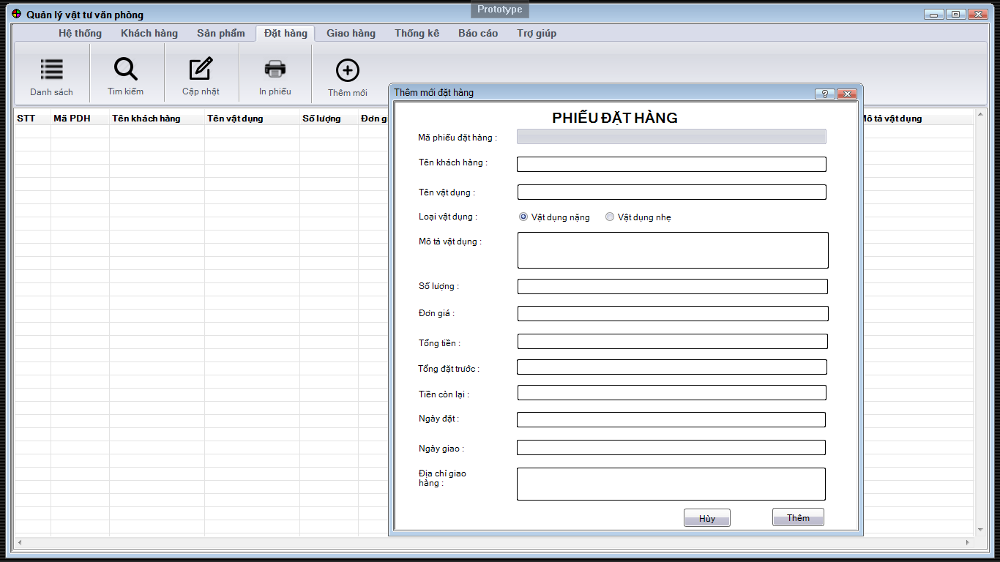 Prototype
Quản lý vật tư văn phòng
Hệ thống Khách hàng Sản phẩm Đặt hàng Giao hàng Thống kê Báo cáo Trợ giúp
Danh sách Tìm kiếm Cập nhật In phiếu Thêm mới
STT Mã PDH Tên khách hàng Tên vật dụng Số lượng Đơn g
Mô tả vật dụng
Thêm mới đặt hàng
PHIẾU ĐẶT HÀNG
Mã phiếu đặt hàng :
Tên khách hàng :
Tên vật dụng :
Loại vật dụng : Vật dụng nặng Vật dụng nhẹ
Mô tả vật dụng :
Số lượng :
Đơn giá :
Tổng tiền :
Tổng đặt trước :
Tiền còn lại :
Ngày đặt :
Ngày giao :
Địa chỉ giao
hàng :
Hủy Thêm